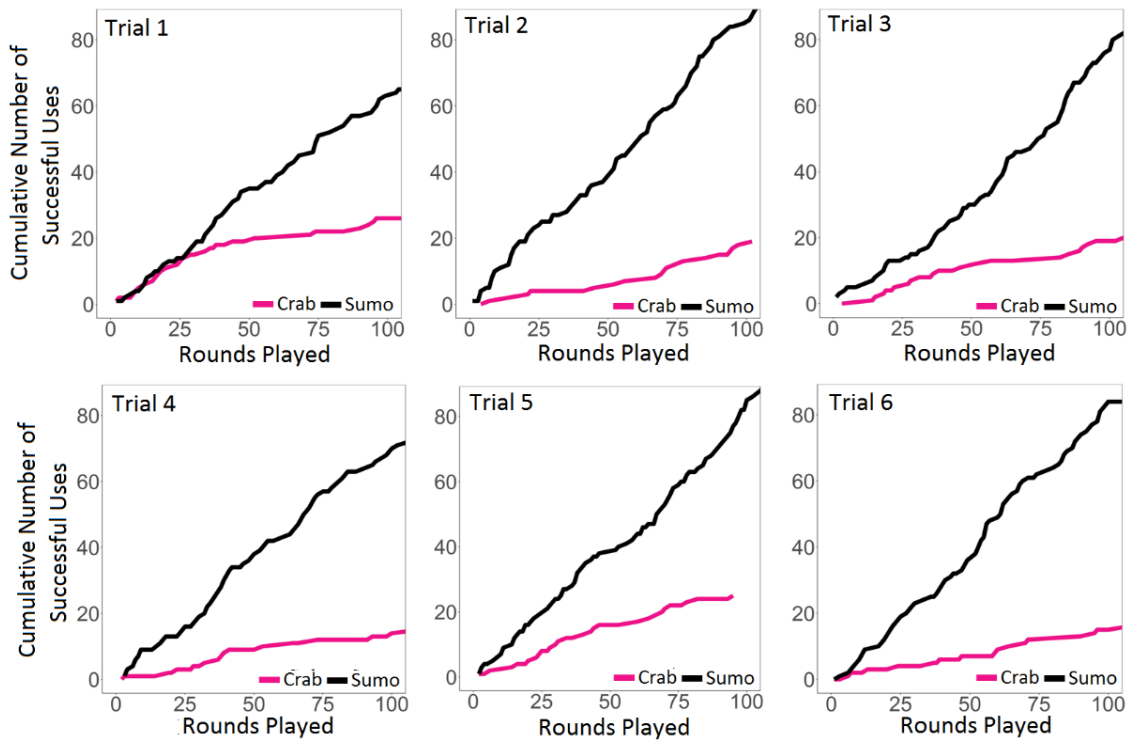 Cumulative Number of
Successful Uses
Trial 1
80
60
40
20
0
Crab Sumo
0 25 50 75 100
Rounds Played
Trial 2
80
60
40
20
0
Crab Sumo
0 25 50 75 100
Rounds Played
Trial 3
80
60
40
20
0
Crab Sumo
0 25 50 75 100
Rounds Played
Cumulative Number of
Successful Uses
Trial 4
80
60
40
20
0
Crab Sumo
0 25 50 75 100
Rounds Played
Trial 5
80
60
40
20
0
Crab Sumo
0 25 50 75 100
Rounds Played
Trial 6
80
60
40
20
0
Crab Sumo
0 25 50 75 100
Rounds Played